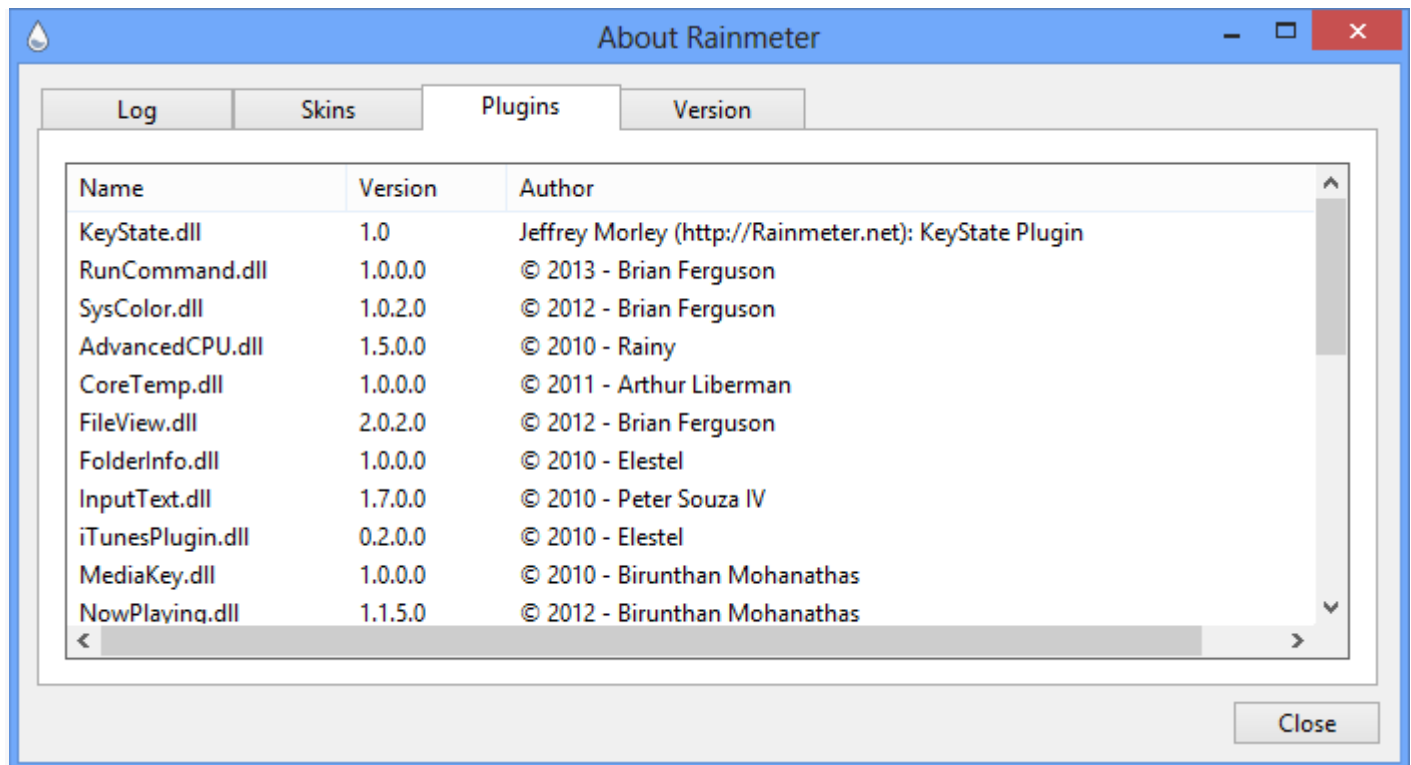 About Rainmeter
Log Skins Plugins Version
Name Version Author
KeyState.dll 1.0 Jeffrey Morley (http://Rainmeter.net): KeyState Plugin
RunCommand.dll 1.0.0.0 © 2013 - Brian Ferguson
SysColor.dll 1.0.2.0 © 2012 - Brian Ferguson
AdvancedCPU.dll 1.5.0.0 © 2010 - Rainy
CoreTemp.dll 1.0.0.0 © 2011 - Arthur Liberman
FileView.dll 2.0.2.0 © 2012 - Brian Ferguson
FolderInfo.dll 1.0.0.0 © 2010 - Elestel
InputText.dll 1.7.0.0 © 2010 - Peter Souza IV
iTunesPlugin.dll 0.2.0.0 © 2010 - Elestel
MediaKey.dll 1.0.0.0 © 2010 - Birunthan Mohanathas
NowPlaying.dll 1.1.5.0 © 2012 - Birunthan Mohanathas
Close